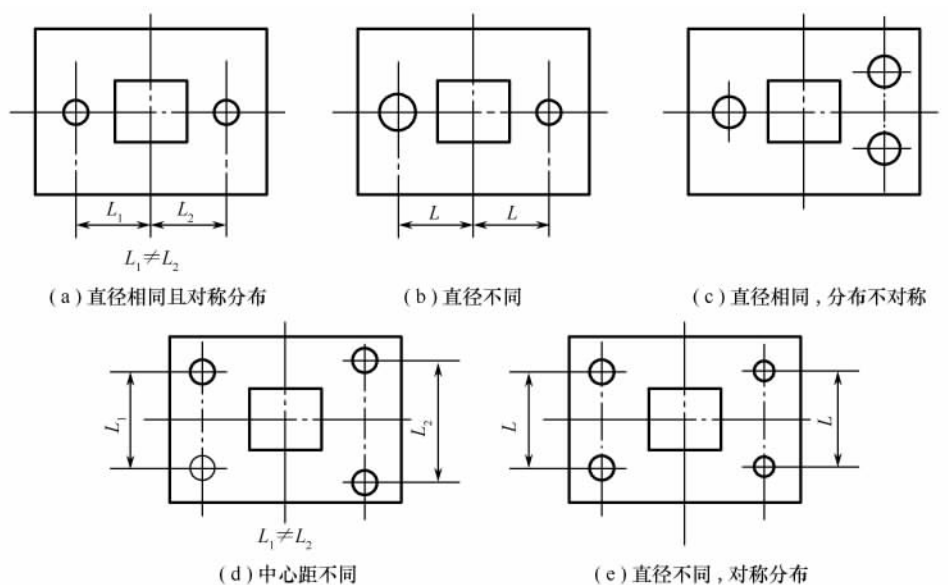 L₁ L₂ L L
L₁≠L₂
(a)直径相同且对称分布 (b)直径不同 (c)直径相同,分布不对称
L₁ L₂ L L
L₁≠L₂
(d)中心距不同 (e)直径不同,对称分布